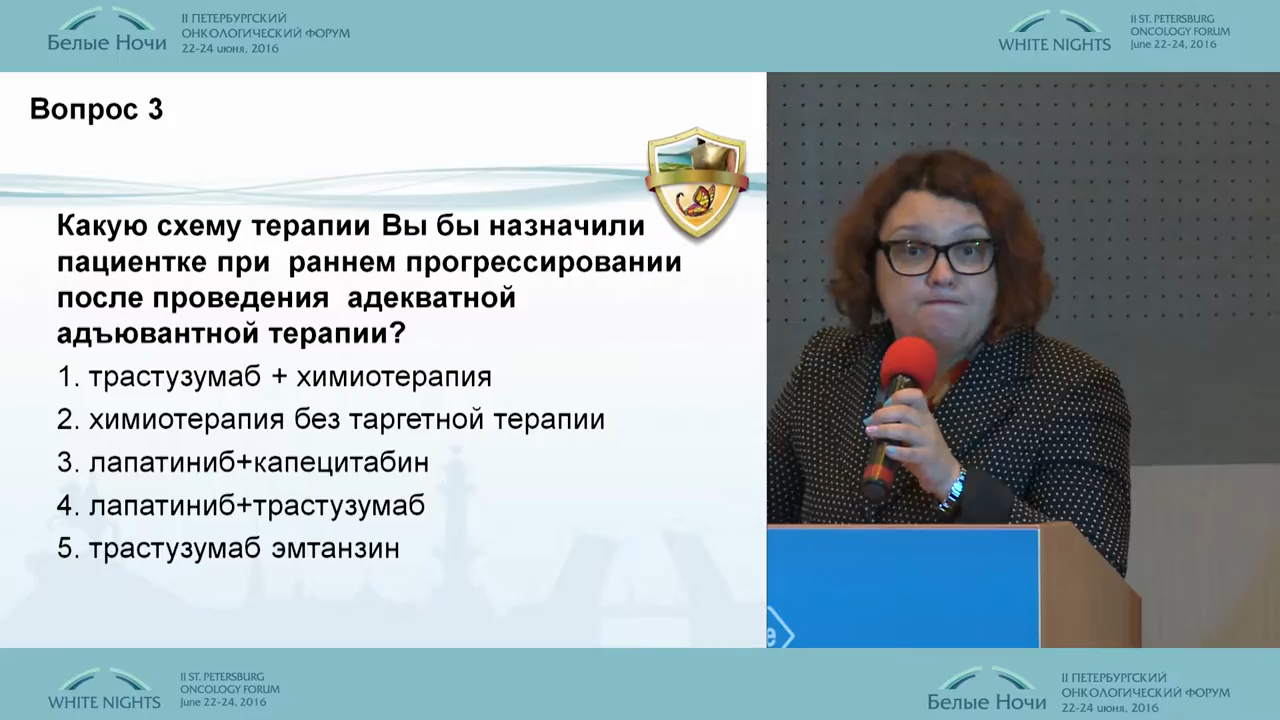 Белые Ночи
II ПЕТЕРБУРГСКИЙ
ОНКОЛОГИЧЕСКИЙ ФОРУМ
22-24 июня, 2016
WHITE NIGHTS
II ST. PETERSBURG
ONCOLOGY FORUM
June 22-24, 2016
Вопрос 3
Какую схему терапии Вы бы назначили
пациентке при раннем прогрессировании
после проведения адекватной
адъювантной терапии?
1. трастузумаб + химиотерапия
2. химиотерапия без таргетной терапии
3. лапатиниб+капецитабин
4. лапатиниб+трастузумаб
5. трастузумаб эмтанзин
WHITE NIGHTS
II ST. PETERSBURG
ONCOLOGY FORUM
June 22-24, 2016
Белые Ночи
II ПЕТЕРБУРГСКИЙ
ОНКОЛОГИЧЕСКИЙ ФОРУМ
22-24 июня, 2016